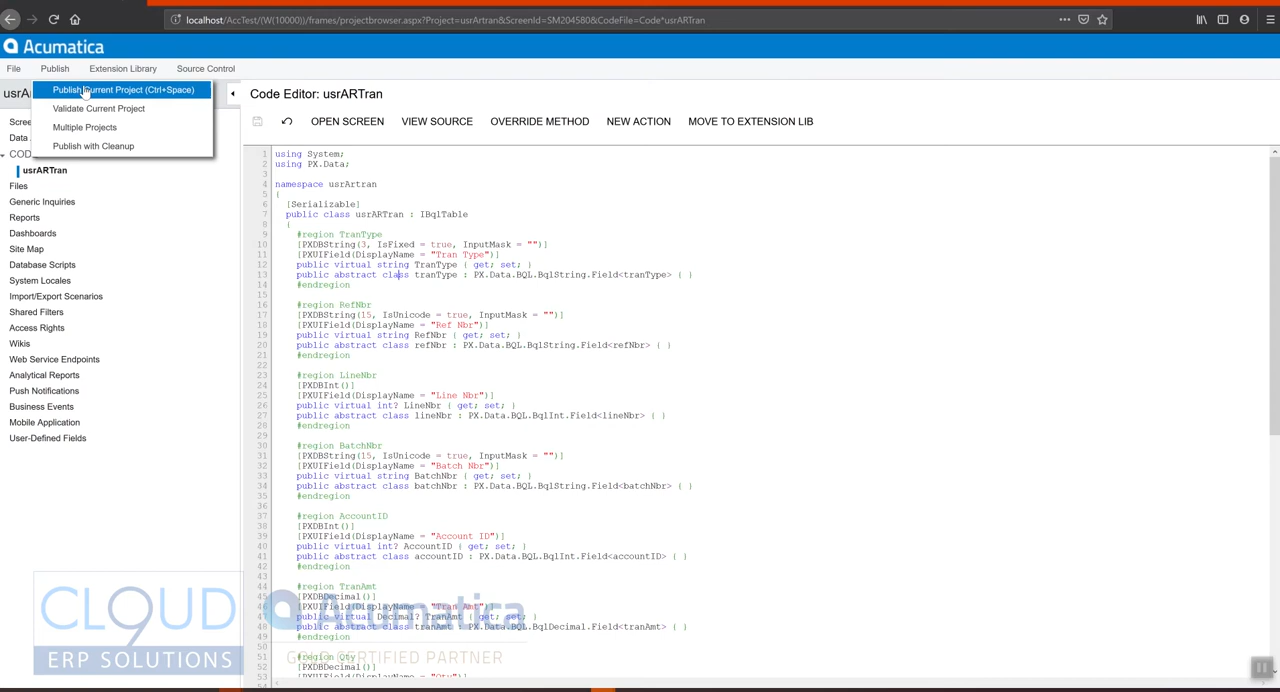 localhost/AccTest/(W(10000))/frames/projectbrowser.aspx?Project=usrArtran&ScreenId=SM204580&CodeFile=Code^usrARTran
Acumatica
File Publish Extension Library Source Control
usrA
Publish Current Project (Ctrl+Space)
Validate Current Project
Multiple Projects
Publish with Cleanup
Scree
Data
COD
usrARTran
Files
Generic Inquiries
Reports
Dashboards
Site Map
Database Scripts
System Locales
Import/Export Scenarios
Shared Filters
Access Rights
Wikis
Web Service Endpoints
Analytical Reports
Push Notifications
Business Events
Mobile Application
User-Defined Fields
Code Editor: usrARTran
OPEN SCREEN VIEW SOURCE OVERRIDE METHOD NEW ACTION MOVE TO EXTENSION LIB
1 using System;
2 using PX.Data;
3
4 namespace usrArtran
5 {
6 [Serializable]
7 public class usrARTran : IBqlTable
8 {
9 #region TranType
10 [PXDBString(3, IsFixed = true, InputMask = "")]
11 [PXUIField(DisplayName = "Tran Type")]
12 public virtual string TranType { get; set; }
13 public abstract class tranType : PX.Data.BQL.BqlString.Field<tranType> { }
14 #endregion
15
16 #region RefNbr
17 [PXDBString(15, IsUnicode = true, InputMask = "")]
18 [PXUIField(DisplayName = "Ref Nbr")]
19 public virtual string RefNbr { get; set; }
20 public abstract class refNbr : PX.Data.BQL.BqlString.Field<refNbr> { }
21 #endregion
22
23 #region LineNbr
24 [PXDBInt()]
25 [PXUIField(DisplayName = "Line Nbr")]
26 public virtual int? LineNbr { get; set; }
27 public abstract class lineNbr : PX.Data.BQL.BqlInt.Field<lineNbr> { }
28 #endregion
29
30 #region BatchNbr
31 [PXDBString(15, IsUnicode = true, InputMask = "")]
32 [PXUIField(DisplayName = "Batch Nbr")]
33 public virtual string BatchNbr { get; set; }
34 public abstract class batchNbr : PX.Data.BQL.BqlString.Field<batchNbr> { }
35 #endregion
36
37 #region AccountID
38 [PXDBInt()]
39 [PXUIField(DisplayName = "Account ID")]
40 public virtual int? AccountID { get; set; }
41 public abstract class accountID : PX.Data.BQL.BqlInt.Field<accountID> { }
42 #endregion
43
44 #region TranAmt
45 [PXDBDecimal()]
46 [PXUIField(DisplayName = "Tran Amt")]
47 public virtual Decimal? TranAmt { get; set; }
48 public abstract class tranAmt : PX.Data.BQL.BqlDecimal.Field<tranAmt> { }
49 #endregion
50
51 #region Qty
52 [PXDBDecimal()]
53 [PXUIField(DisplayName = "Qty")]
54
CLOUD 9
ERP SOLUTIONS
Acumatica
GOLD CERTIFIED PARTNER